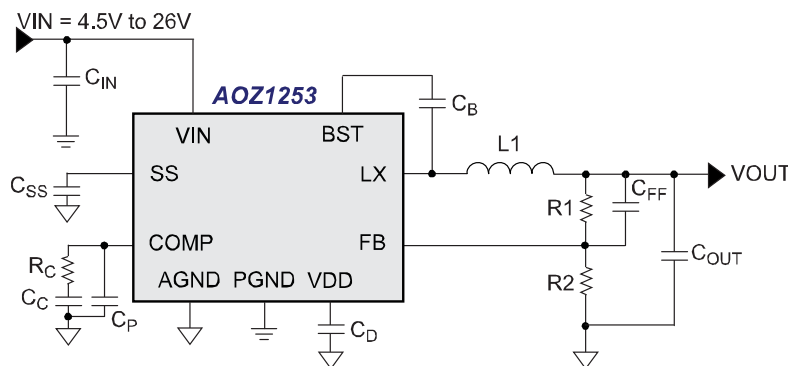 VIN = 4.5V to 26V
CIN
AOZ1253
CB
VIN
BST
L1
CSS
SS
LX
VOUT
R1
CFF
COMP
FB
RC
COUT
AGND
PGND
VDD
R2
CC
CP
CD